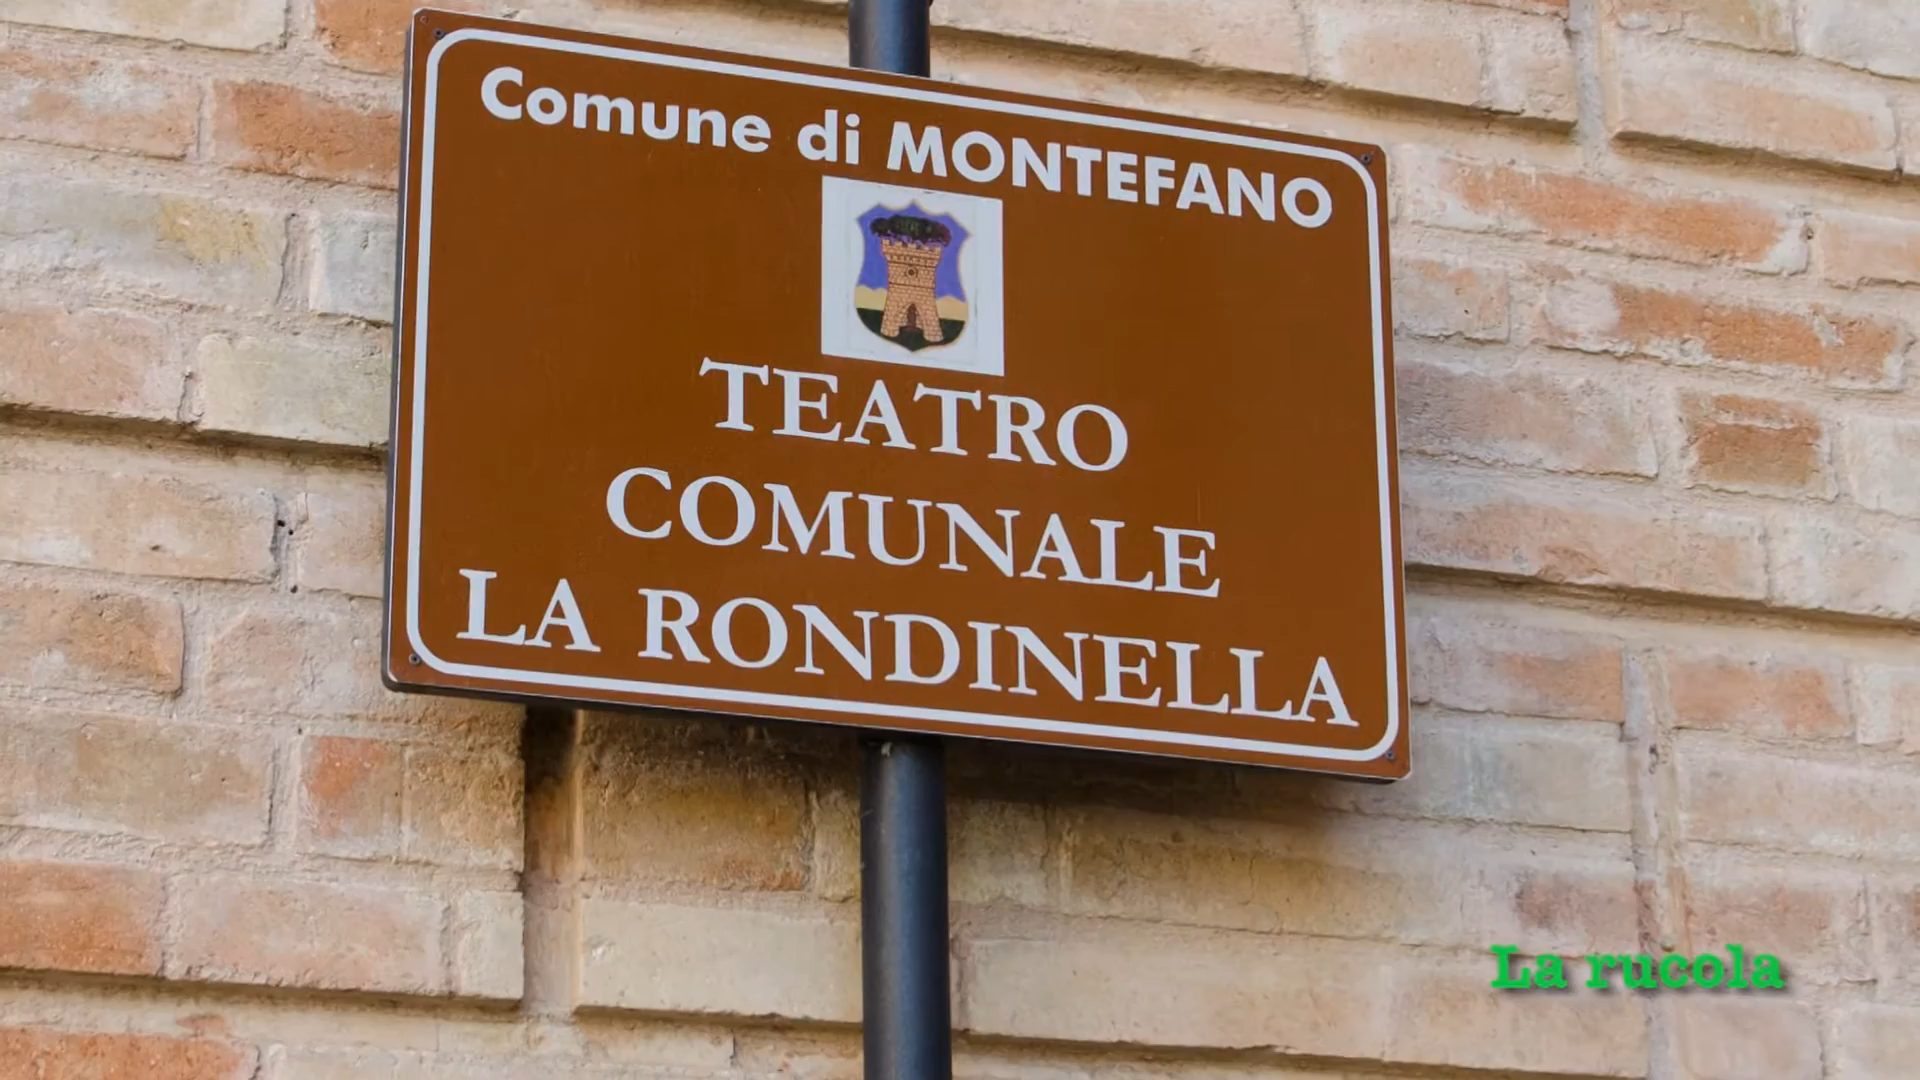 Comune di MONTEFANO
TEATRO
COMUNALE
LA RONDINELLA
La rucola